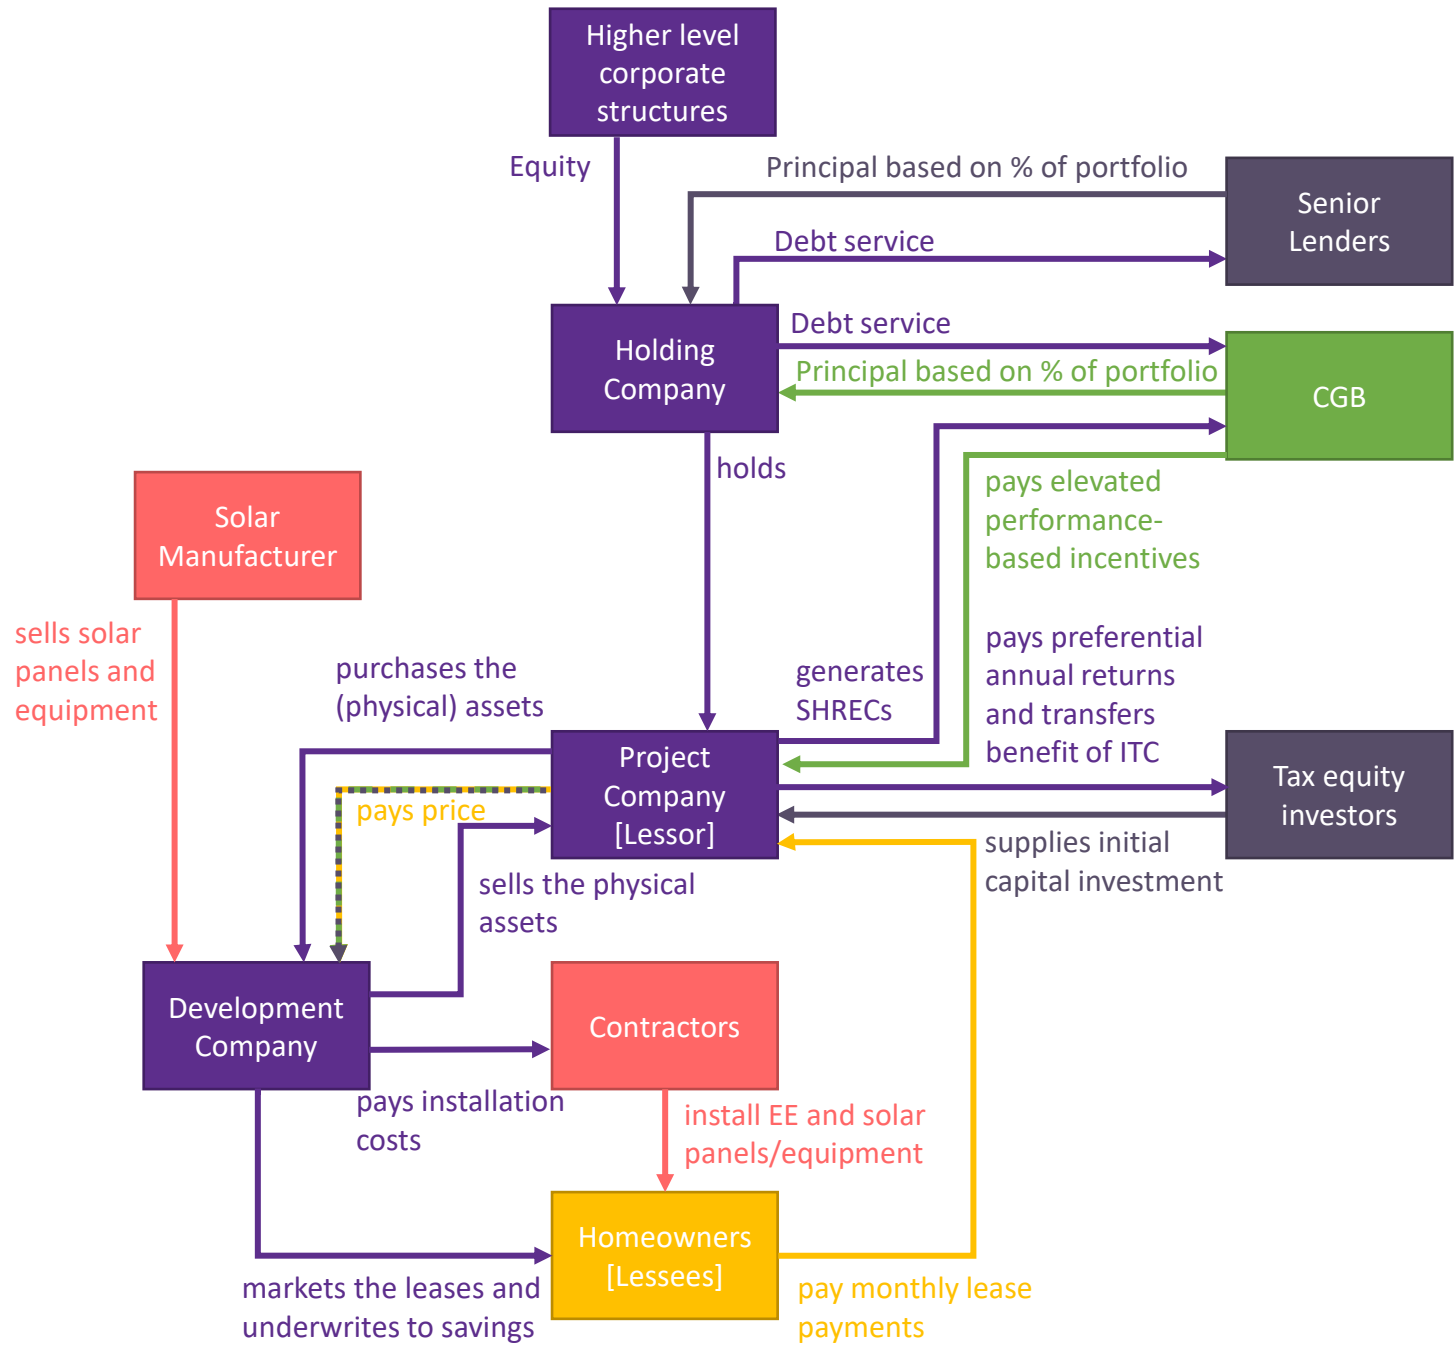 Higher level
corporate
structures
Equity
Principal based on % of portfolio
Senior
Lenders
Debt service
Holding
Company
Debt service
Principal based on % of portfolio
CGB
holds
pays elevated
performance-
based incentives
Solar
Manufacturer
sells solar
panels and
equipment
purchases the
(physical) assets
generates
SHRECs
pays preferential
annual returns
and transfers
benefit of ITC
Project
Company
[Lessor]
Tax equity
investors
pays price
supplies initial
capital investment
sells the physical
assets
Development
Company
Contractors
pays installation
costs
install EE and solar
panels/equipment
Homeowners
[Lessees]
markets the leases and
underwrites to savings
pay monthly lease
payments